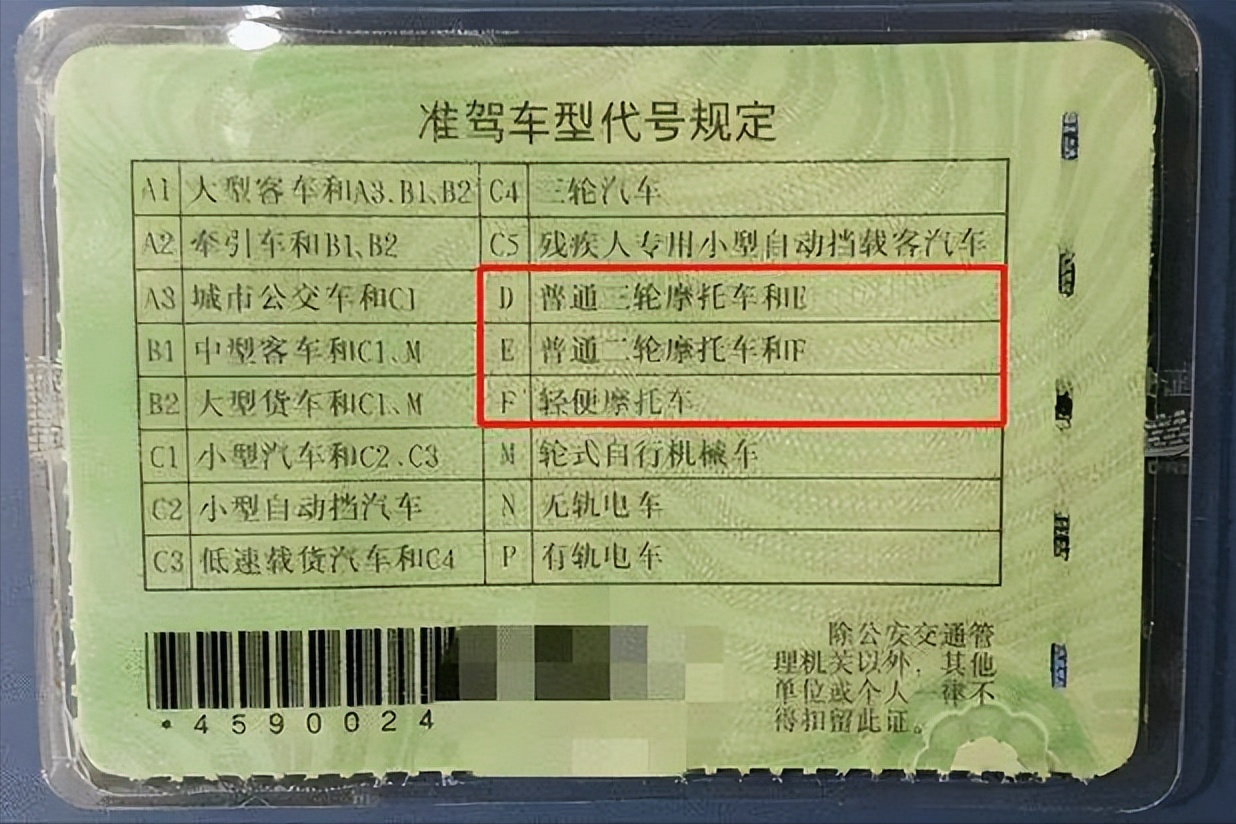 准驾车型代号规定
A1 大型客车和A3、B1、B2 C4 三轮汽车
A2 牵引车和B1、B2 C5 残疾人专用小型自动挡载客汽车
A3 城市公交车和C1 D 普通三轮摩托车和E
B1 中型客车和C1、M E 普通二轮摩托车和F
B2 大型货车和C1、M F 轻便摩托车
C1 小型汽车和C2、C3 M 轮式自行机械车
C2 小型自动挡汽车 N 无轨电车
C3 低速载货汽车和C4 P 有轨电车
*4590024
除公安交通管
理机关以外，其他
单位或个人一律不
得扣留此证。